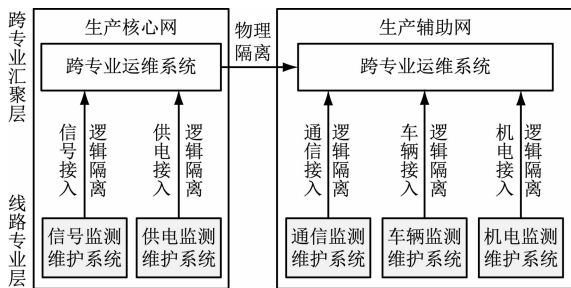 跨专业汇聚层
线路专业层
生产核心网
跨专业运维系统
信号接入
逻辑隔离
供电接入
逻辑隔离
信号监测
维护系统
供电监测
维护系统
物理
隔离
生产辅助网
跨专业运维系统
通信接入
逻辑隔离
车辆接入
逻辑隔离
机电接入
逻辑隔离
通信监测
维护系统
车辆监测
维护系统
机电监测
维护系统